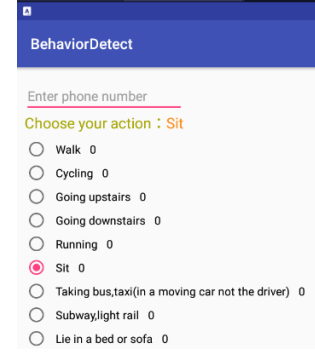 A
BehaviorDetect
Enter phone number
Choose your action：Sit
Walk 0
Cycling 0
Going upstairs 0
Going downstairs 0
Running 0
Sit 0
Taking bus,taxi(in a moving car not the driver) 0
Subway,light rail 0
Lie in a bed or sofa 0